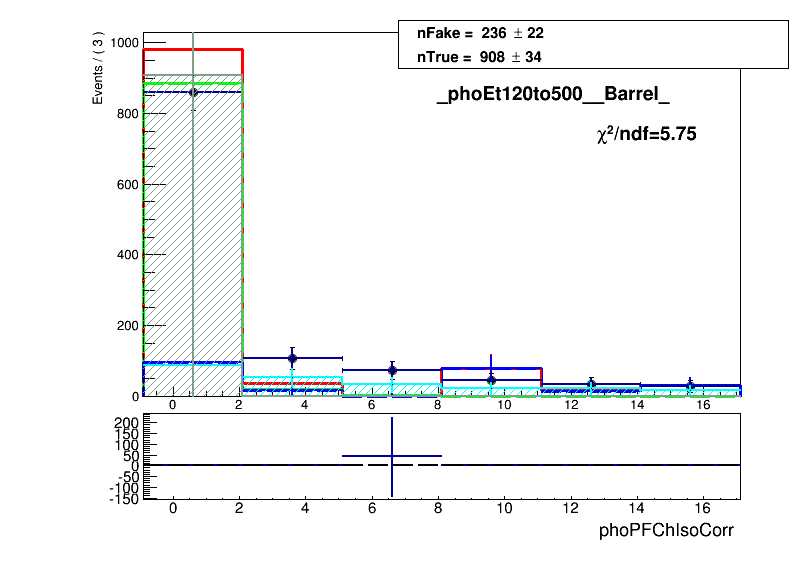 nFake = 236 ± 22
nTrue = 908 ± 34
_phoEt120to500__Barrel_
χ²/ndf=5.75
Events / ( 3 )
1000
800
600
400
200
0
0 2 4 6 8 10 12 14 16
200
150
100
50
0
-50
-100
-150
0 2 4 6 8 10 12 14 16
phoPFChIsoCorr